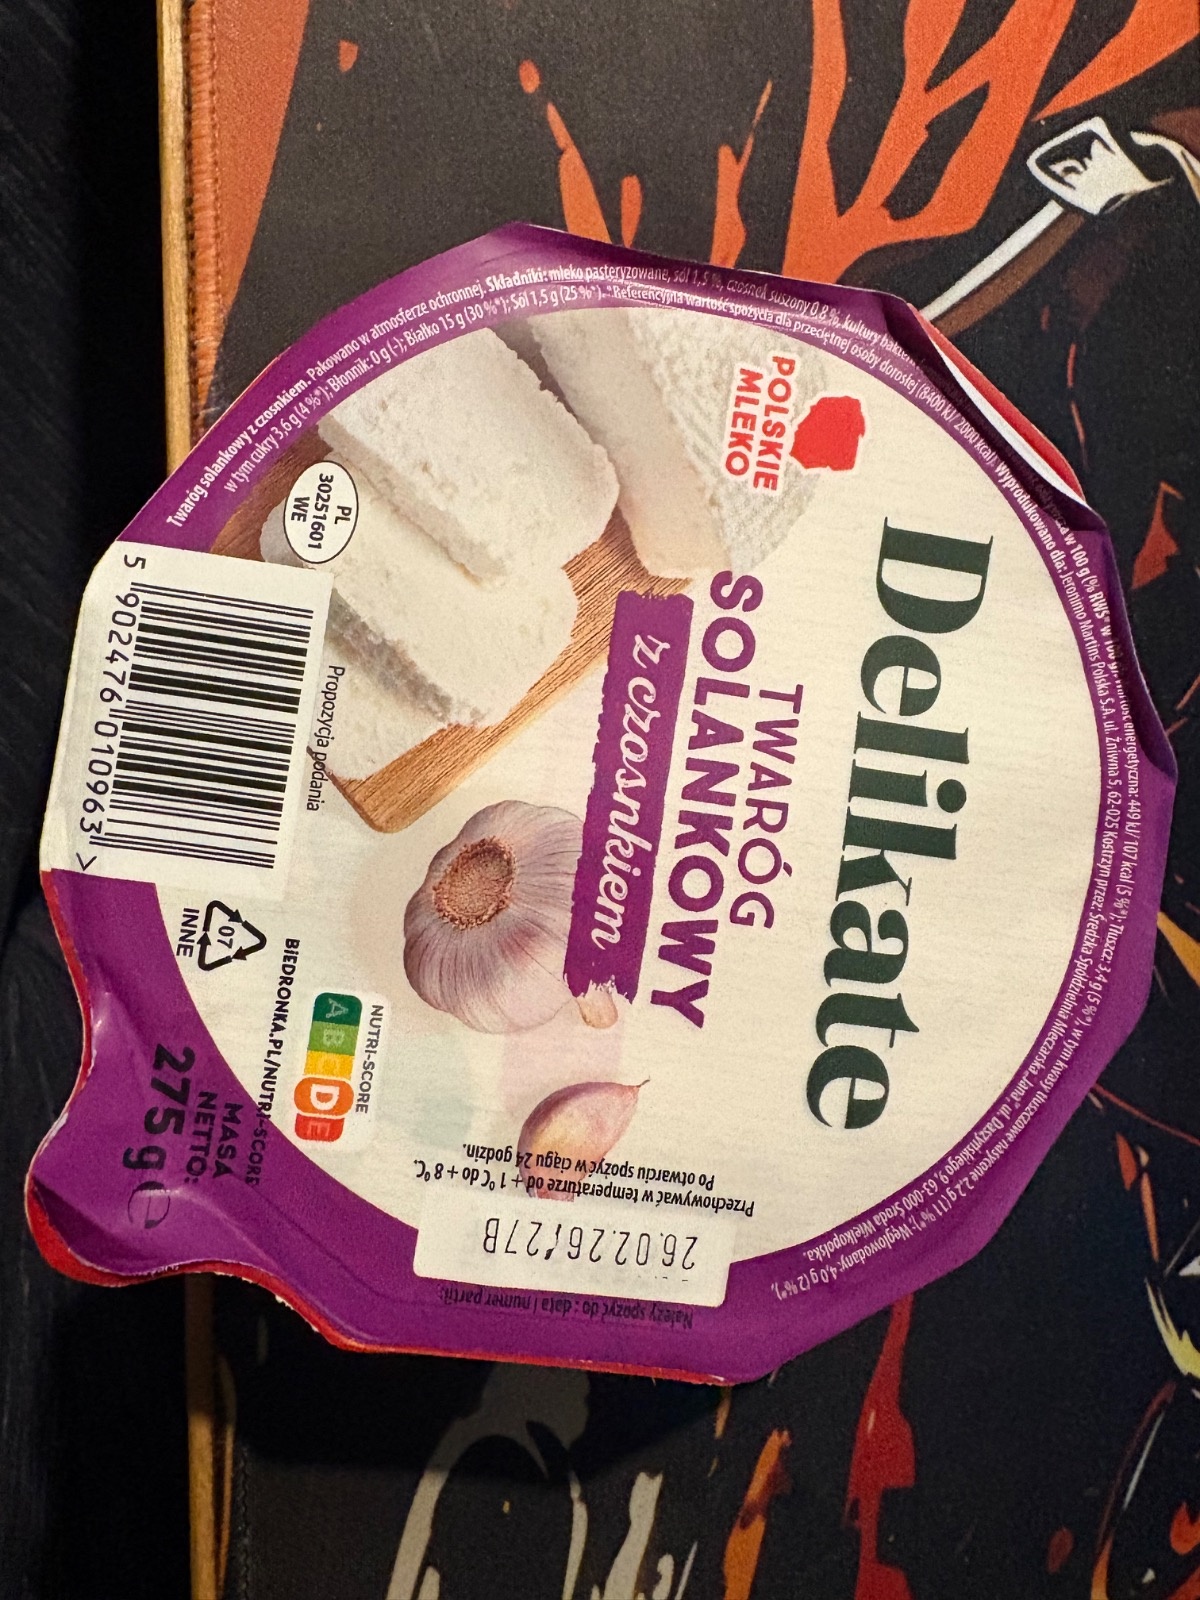 Delikate
TWARÓG
SOLANKOWY
z czosnkiem
POLSKIE
MLEKO
PL
30251601
WE
Propozycja podania
5 902476 010963 >
07
INNE
NUTRI-SCORE
A B C D E
BIEDRONKA.PL/NUTRI-SCORE
MASA
NETTO:
275 g e
Przechowywać w temperaturze od + 1 °C do + 8 °C.
Po otwarciu spożyć w ciągu 24 godzin.
26.02.26/27B
Należy spożyć do : data / numer partii:
Twaróg solankowy z czosnkiem. Pakowano w atmosferze ochronnej. Składniki: mleko pasteryzowane, sól 1,5 %, czosnek suszony 0,8 %, kultury w 100 g (% RWS* w 100 g): Wartość energetyczna: 449 kJ/ 107 kcal (5 %*); Tłuszcz: 3,4 g (5 %*), w tym kwasy tłuszczowe nasycone 2,2 g (11 %*); Węglowodany: 4,0 g (2 %*),
w tym cukry 3,6 g (4 %*); Błonnik: 0 g (-); Białko 15 g (30 %*); Sól 1,5 g (25 %*). *Referencyjna wartość spożycia dla przeciętnej osoby dorosłej (8400 kJ/ 2000 kcal). Wyprodukowano dla: Jeronimo Martins Polska S.A. ul. Żniwna 5, 62-025 Kostrzyn przez: Średzka Spółdzielnia Mleczarska „Jana", ul. Daszyńskiego 9, 63-000 Środa Wielkopolska.